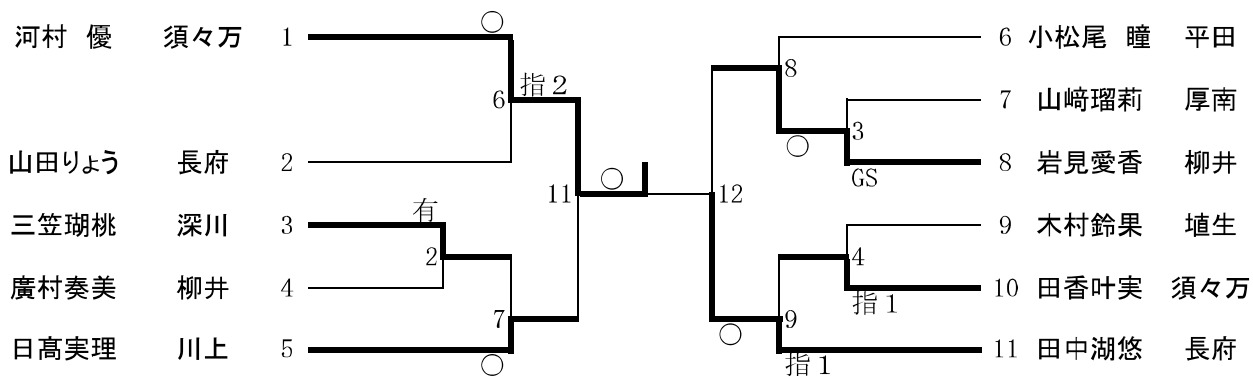 河村 優 須々万 1
山田りょう 長府 2
三笠瑚桃 深川 3
廣村奏美 柳井 4
日髙実理 川上 5
○
6
指2
有
2
7
○
11
○
12
8
○
3
GS
4
指1
○
9
指1
6 小松尾 瞳 平田
7 山﨑瑠莉 厚南
8 岩見愛香 柳井
9 木村鈴果 埴生
10 田香叶実 須々万
11 田中湖悠 長府